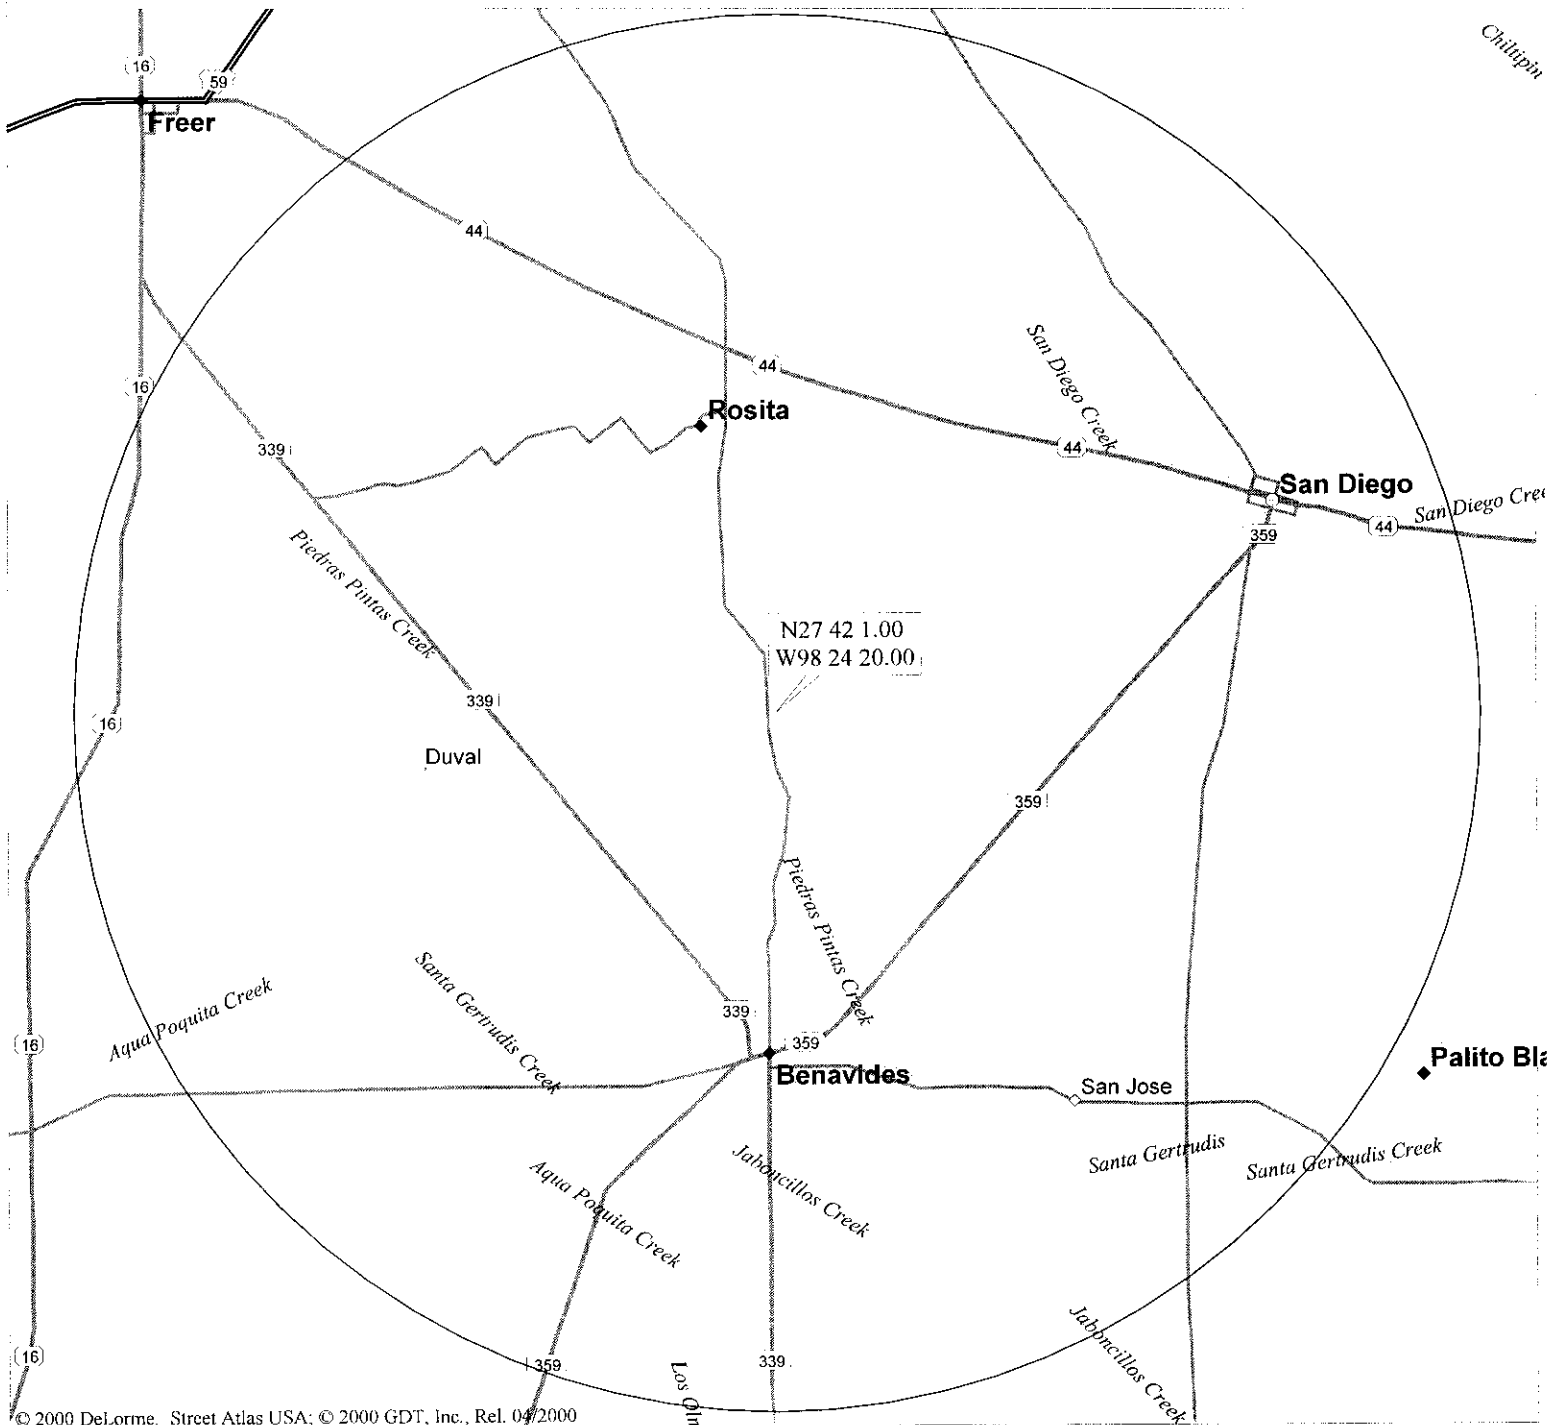 Chiltipin
16
59
Freer
44
44
San Diego Creek
16
Rosita
339
44
San Diego
San Diego Cree
44
359
Piedras Pintas Creek
N27 42 1.00
W98 24 20.00
339
16
Duval
359
Piedras Pintas Creek
Santa Gertrudis Creek
Aqua Poquita Creek
339
359
16
Benavides
San Jose
Palito Bla
Santa Gertrudis
Santa Gertrudis Creek
Jaboncillos Creek
Aqua Poquita Creek
Jaboncillos Creek
16
359
339
Los Olm
© 2000 DeLorme. Street Atlas USA; © 2000 GDT, Inc., Rel. 04/2000